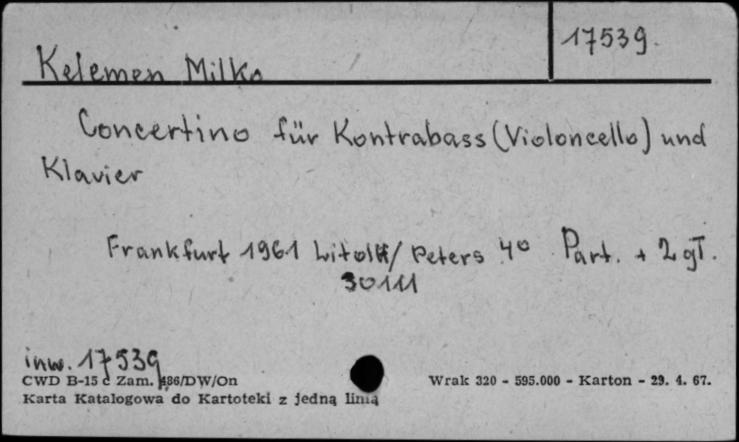 17539.
Kelemen Milko
Concertino für Kontrabass (Violoncello) und
Klavier
Frankfurt 1961 Litolff/Peters 4° Part. + 2 gł.
30111
inw. 17539
CWD B-15 c Zam. 486/DW/On
Wrak 320 - 595.000 - Karton - 29. 4. 67.
Karta Katalogowa do Kartoteki z jedną linią